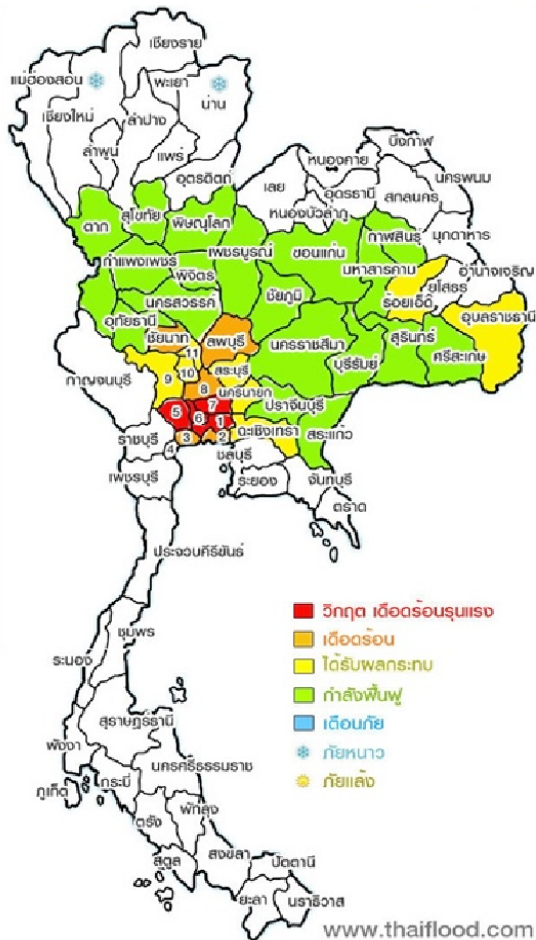 เชียงราย
แม่ฮ่องสอน
พะเยา
น่าน
เชียงใหม่
ลำปาง
ลำพูน
แพร่
อุตรดิตถ์
บึงกาฬ
หนองคาย
เลย
อุดรธานี
นครพนม
สกลนคร
หนองบัวลำภู
ตาก
สุโขทัย
พิษณุโลก
กาฬสินธุ์
มุกดาหาร
กำแพงเพชร
เพชรบูรณ์
ขอนแก่น
พิจิตร
มหาสารคาม
อำนาจเจริญ
ยโสธร
นครสวรรค์
ชัยภูมิ
ร้อยเอ็ด
อุบลราชธานี
อุทัยธานี
ชัยนาท
ลพบุรี
นครราชสีมา
สุรินทร์
บุรีรัมย์
ศรีสะเกษ
11
กาญจนบุรี
9
10
สระบุรี
8
นครนายก
ปราจีนบุรี
5
7
6
1
ฉะเชิงเทรา
สระแก้ว
ราชบุรี
3
2
4
ชลบุรี
เพชรบุรี
ระยอง
จันทบุรี
ตราด
ประจวบคีรีขันธ์
วิกฤต เดือดร้อนรุนแรง
เดือดร้อน
ได้รับผลกระทบ
กำลังฟื้นฟู
เตือนภัย
ภัยหนาว
ภัยแล้ง
ชุมพร
ระนอง
สุราษฎร์ธานี
พังงา
นครศรีธรรมราช
ภูเก็ต
กระบี่
ตรัง
พัทลุง
สตูล
สงขลา
ปัตตานี
ยะลา
นราธิวาส
www.thaiflood.com